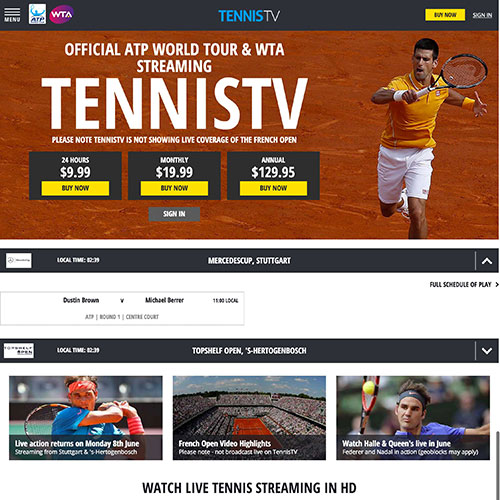 MENU
ATP
WTA
TENNISTV
BUY NOW
SIGN IN
OFFICIAL ATP WORLD TOUR & WTA
STREAMING
TENNISTV
PLEASE NOTE TENNISTV IS NOT SHOWING LIVE COVERAGE OF THE FRENCH OPEN
24 HOURS
$9.99
BUY NOW
MONTHLY
$19.99
BUY NOW
ANNUAL
$129.95
BUY NOW
SIGN IN
LOCAL TIME: 02:39
MERCEDESCUP, STUTTGART
FULL SCHEDULE OF PLAY
Dustin Brown v Michael Berrer 11:00 LOCAL
ATP | ROUND 1 | CENTRE COURT
TOPSHELF
OPEN
LOCAL TIME: 02:39
TOPSHELF OPEN, 'S-HERTOGENBOSCH
Live action returns on Monday 8th June
Streaming from Stuttgart & 's-Hertogenbosch
French Open Video Highlights
Please note - not broadcast live on TennisTV
Watch Halle & Queen's live in June
Federer and Nadal in action (geoblocks may apply)
WATCH LIVE TENNIS STREAMING IN HD